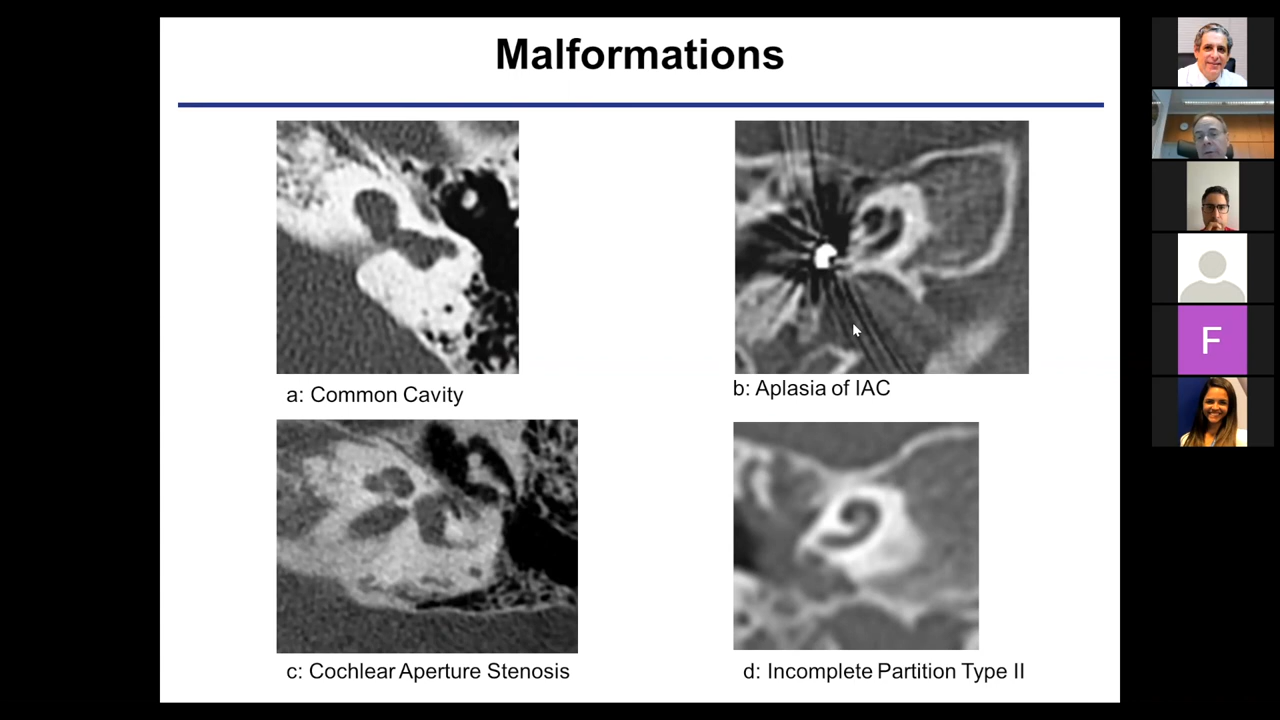 Malformations
a: Common Cavity
b: Aplasia of IAC
c: Cochlear Aperture Stenosis
d: Incomplete Partition Type II
F